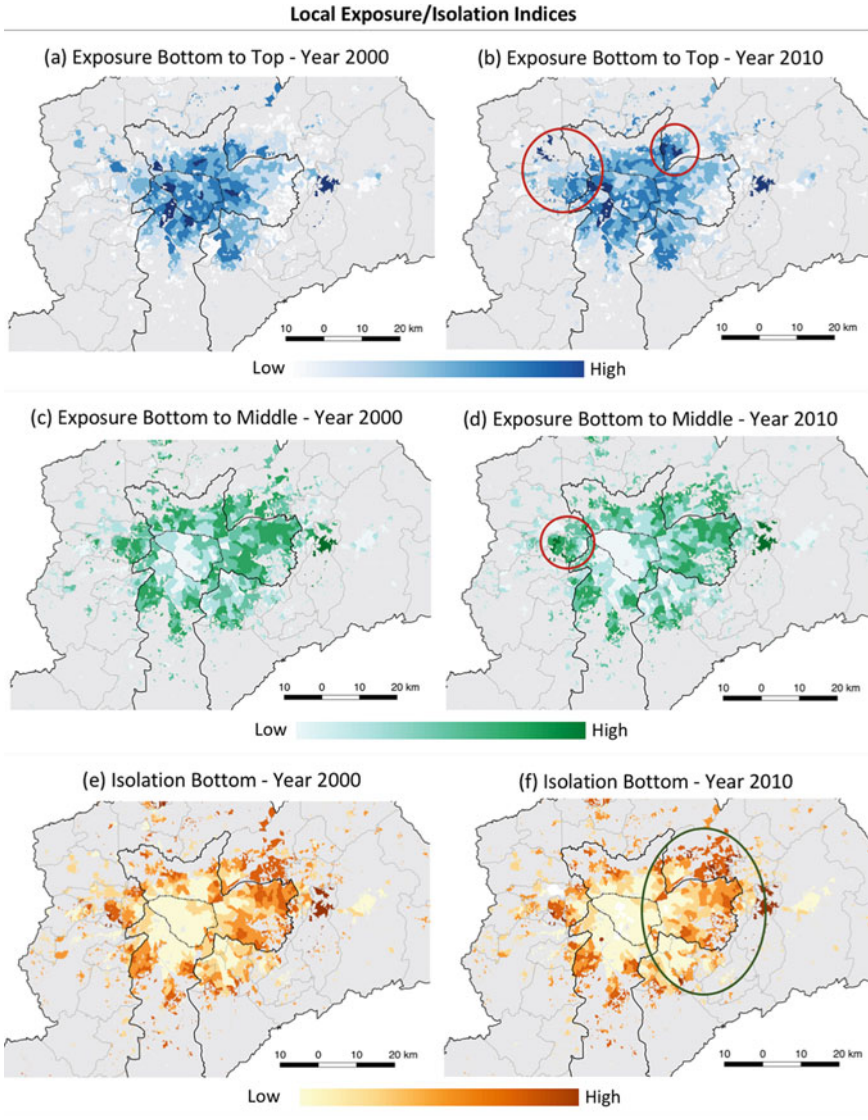 Local Exposure/Isolation Indices
(a) Exposure Bottom to Top - Year 2000
(b) Exposure Bottom to Top - Year 2010
10 0 10 20 km
10 0 10 20 km
Low High
(c) Exposure Bottom to Middle - Year 2000
(d) Exposure Bottom to Middle - Year 2010
10 0 10 20 km
10 0 10 20 km
Low High
(e) Isolation Bottom - Year 2000
(f) Isolation Bottom - Year 2010
10 0 10 20 km
10 0 10 20 km
Low High